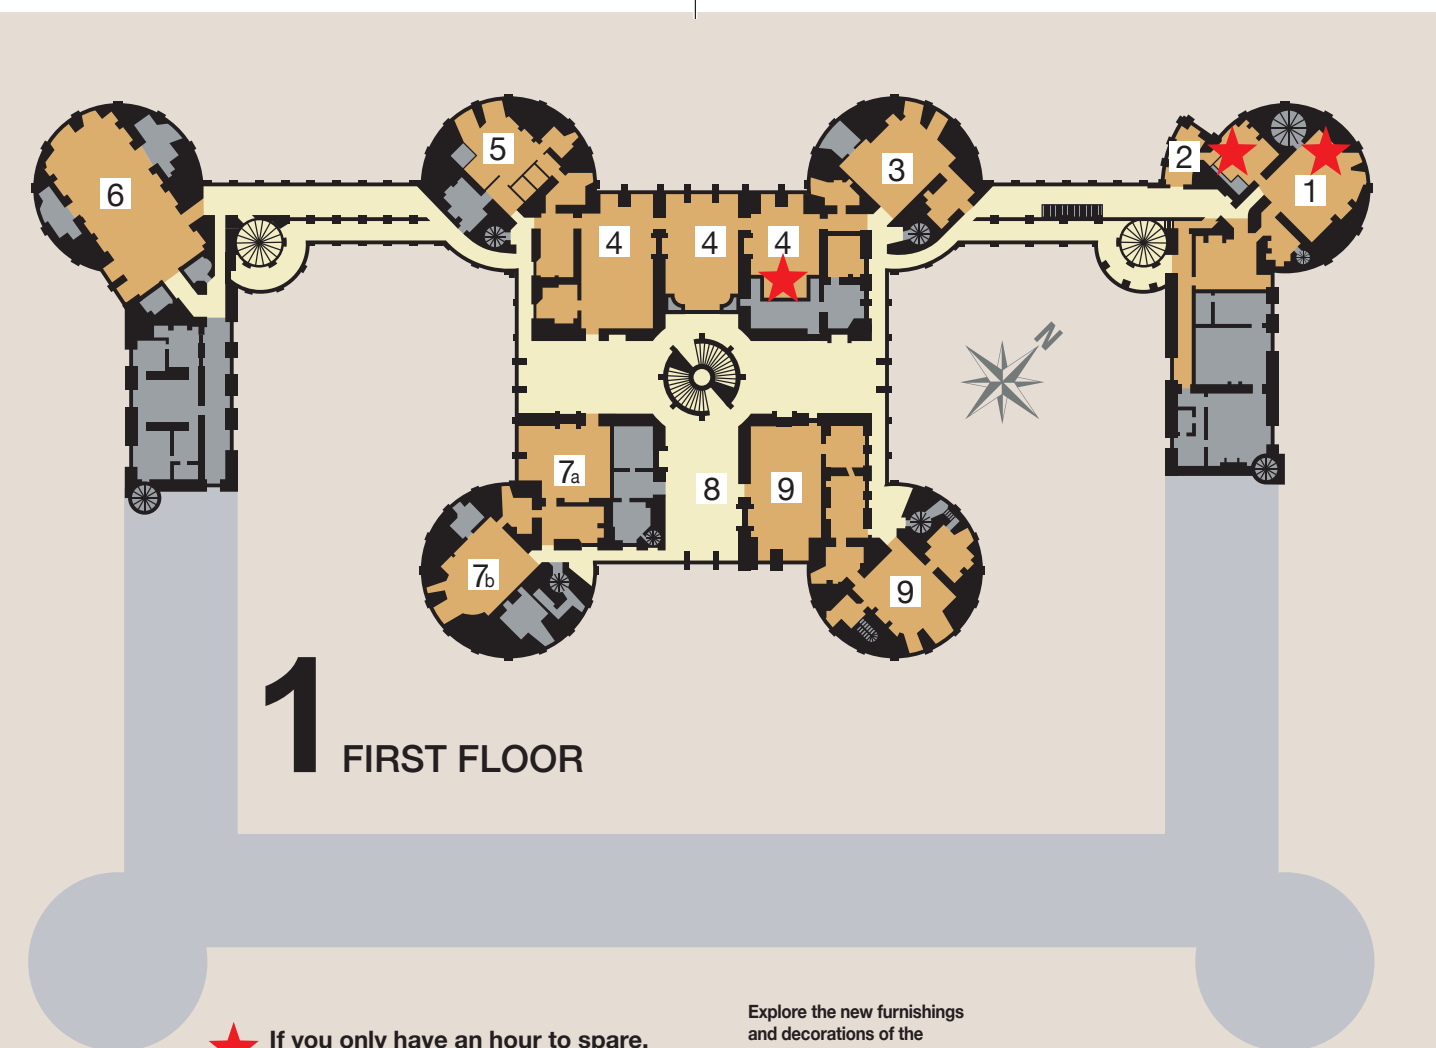 5
3
2
1
6
4
4
4
N
7a
8
9
7b
9
1 FIRST FLOOR
If you only have an hour to spare.
Explore the new furnishings
and decorations of the